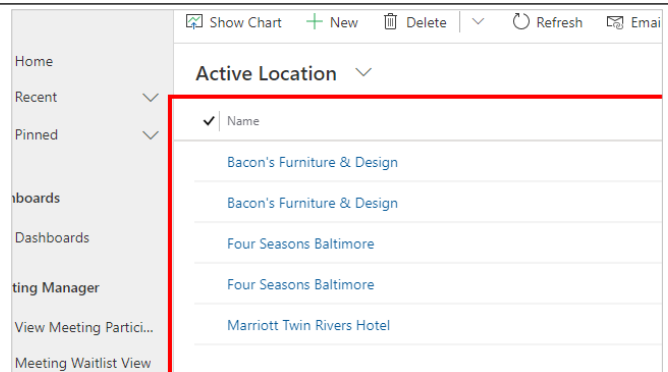 Show Chart New Delete Refresh Emai
Home
Recent
Pinned
boards
Dashboards
ting Manager
View Meeting Partici...
Meeting Waitlist View
Active Location
Name
Bacon's Furniture & Design
Bacon's Furniture & Design
Four Seasons Baltimore
Four Seasons Baltimore
Marriott Twin Rivers Hotel